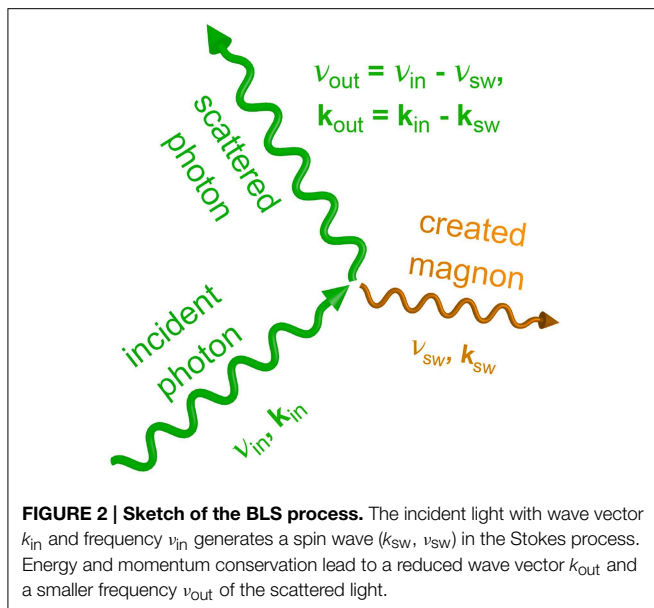 ν_out = ν_in - ν_sw,
k_out = k_in - k_sw
scattered
photon
created
magnon
incident
photon
ν_sw, k_sw
ν_in, k_in
FIGURE 2 | Sketch of the BLS process. The incident light with wave vector
k_in and frequency ν_in generates a spin wave (k_sw, ν_sw) in the Stokes process.
Energy and momentum conservation lead to a reduced wave vector k_out and
a smaller frequency ν_out of the scattered light.